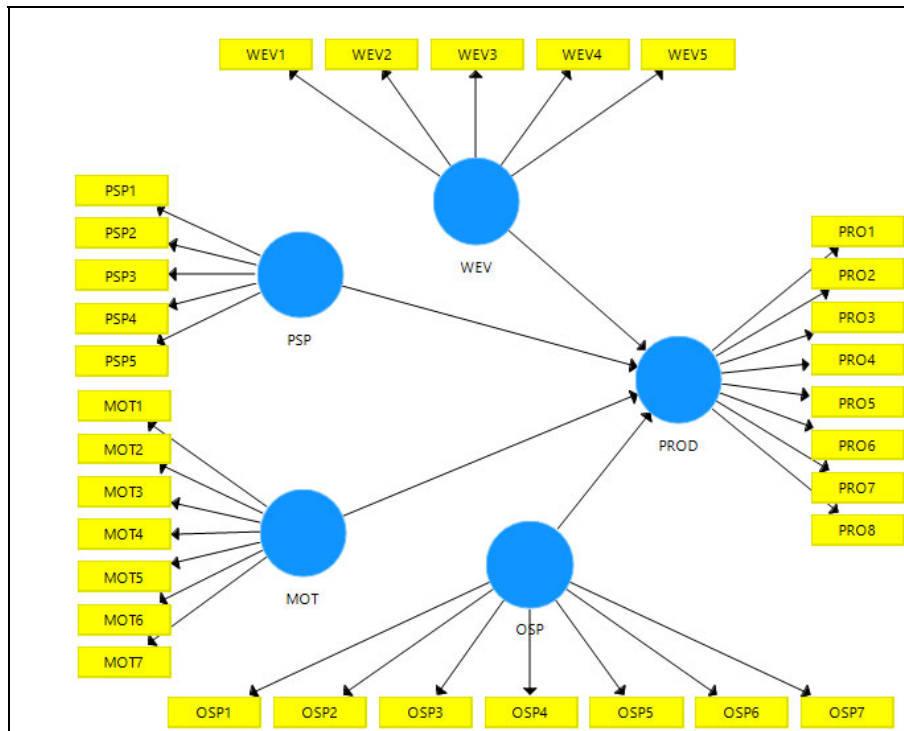 WEV1 WEV2 WEV3 WEV4 WEV5
WEV
PSP1
PSP2
PSP3
PSP4
PSP5
PSP
MOT1
MOT2
MOT3
MOT4
MOT5
MOT6
MOT7
MOT
PRO1
PRO2
PRO3
PRO4
PRO5
PRO6
PRO7
PRO8
PROD
OSP
OSP1 OSP2 OSP3 OSP4 OSP5 OSP6 OSP7